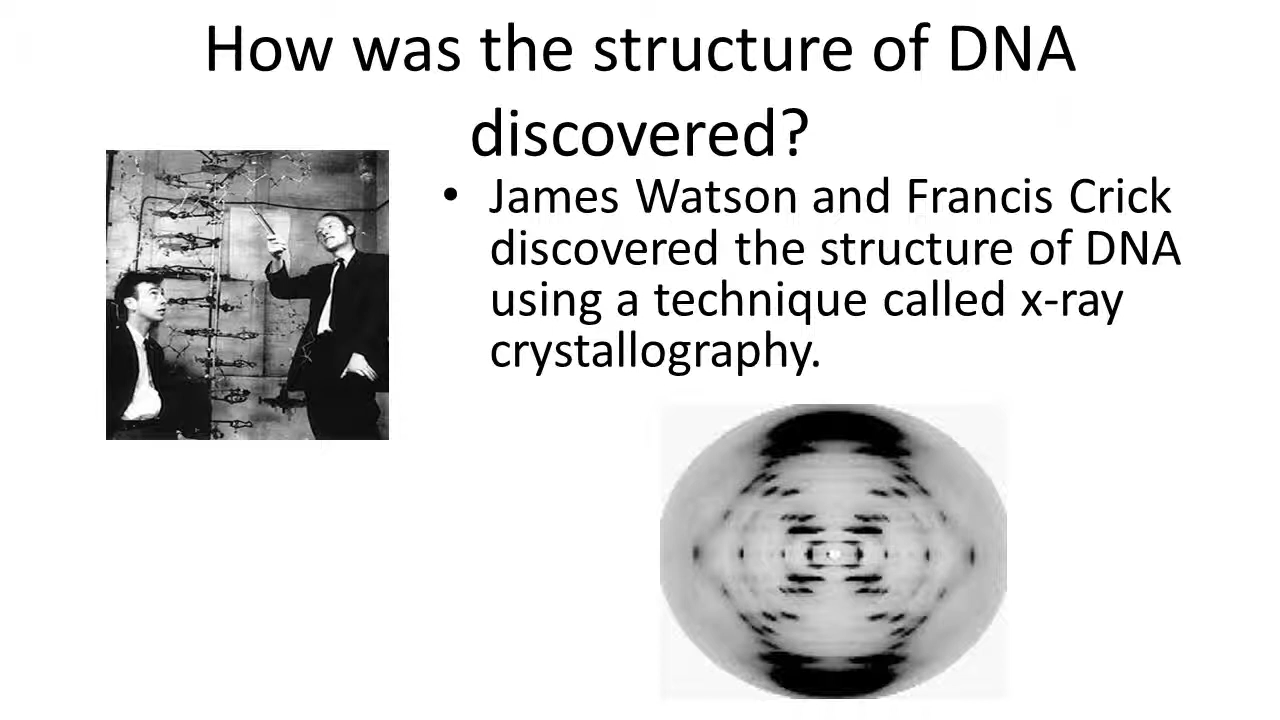 How was the structure of DNA
discovered?
• James Watson and Francis Crick
discovered the structure of DNA
using a technique called x-ray
crystallography.